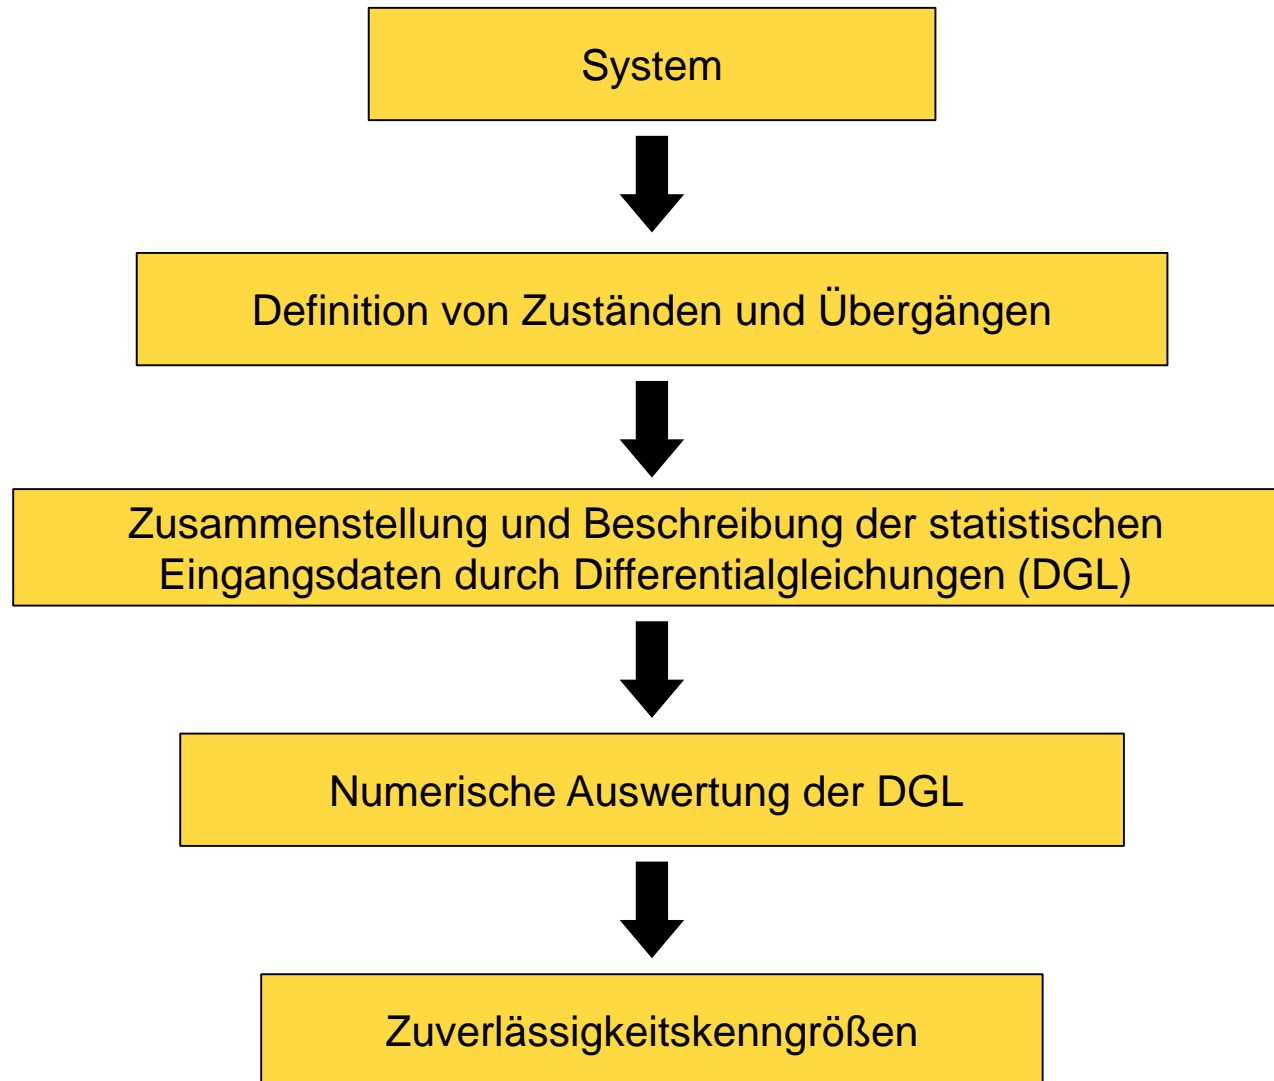 System
Definition von Zuständen und Übergängen
Zusammenstellung und Beschreibung der statistischen
Eingangsdaten durch Differentialgleichungen (DGL)
Numerische Auswertung der DGL
Zuverlässigkeitskenngrößen